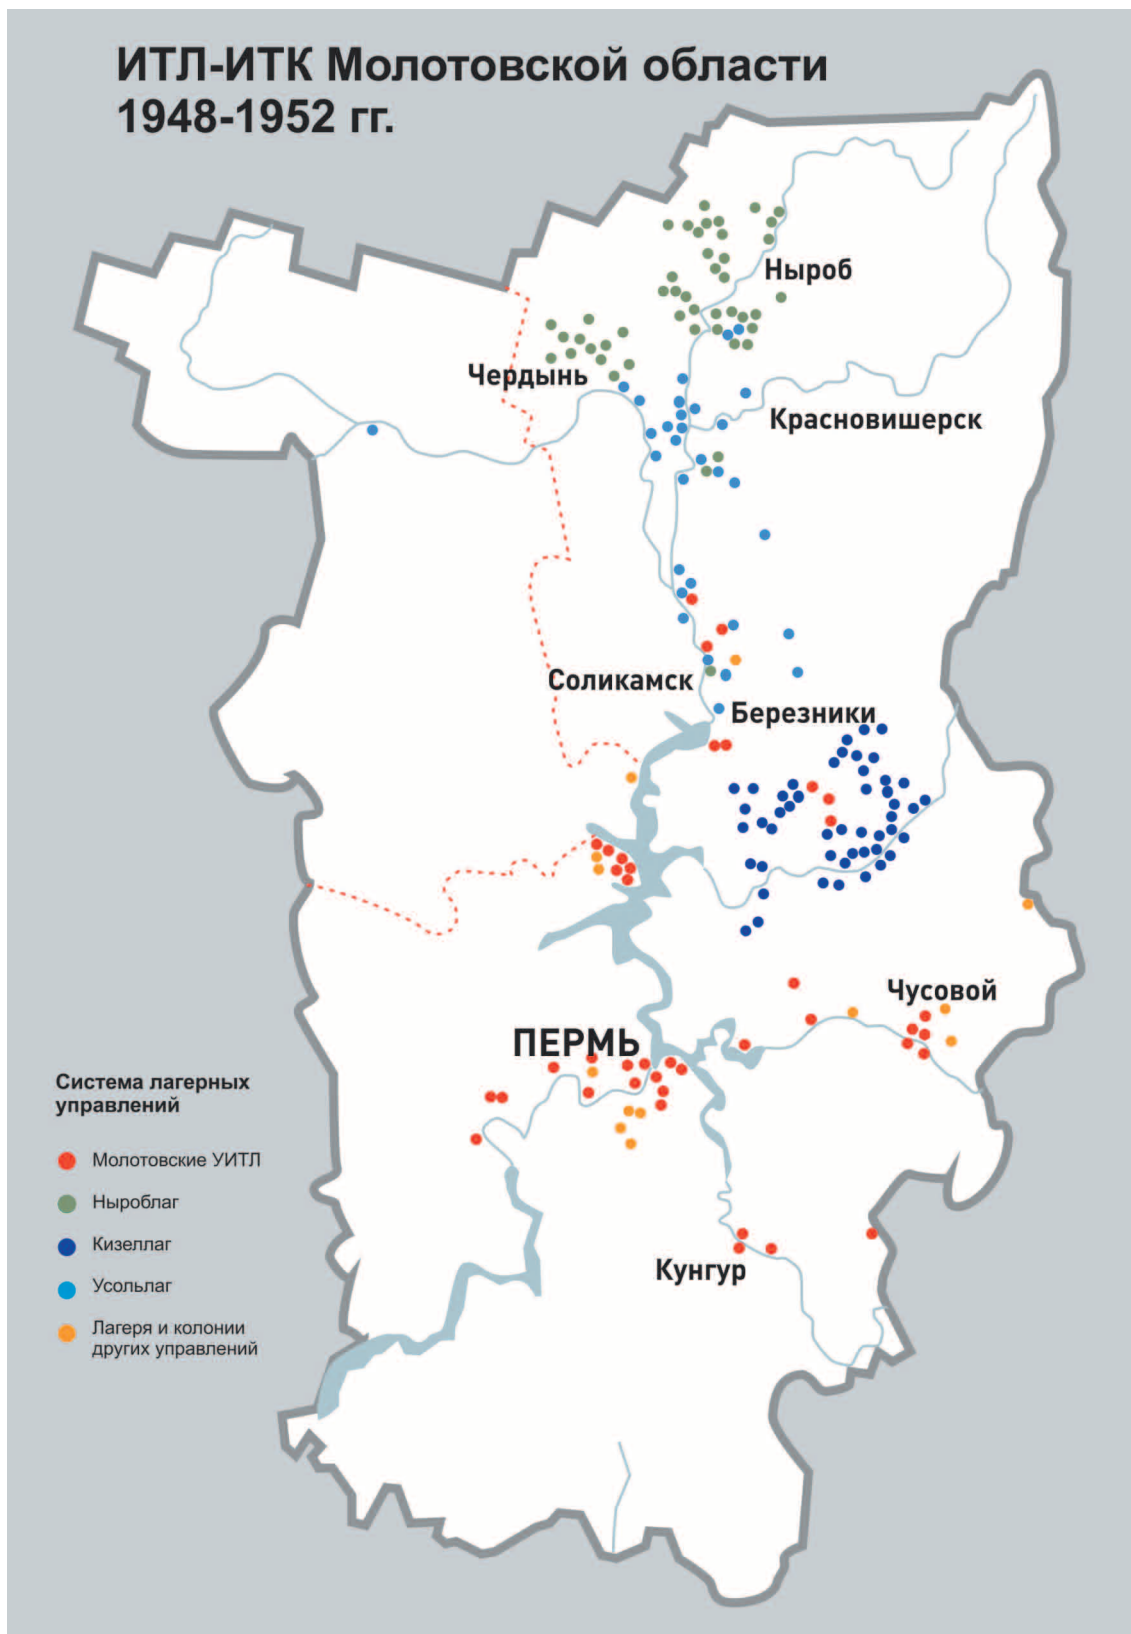 ИТЛ-ИТК Молотовской области
1948-1952 гг.
Ныроб
Чердынь
Красновишерск
Соликамск
Березники
Чусовой
ПЕРМЬ
Кунгур
Система лагерных
управлений
Молотовские УИТЛ
Ныроблаг
Кизеллаг
Усольлаг
Лагеря и колонии
других управлений